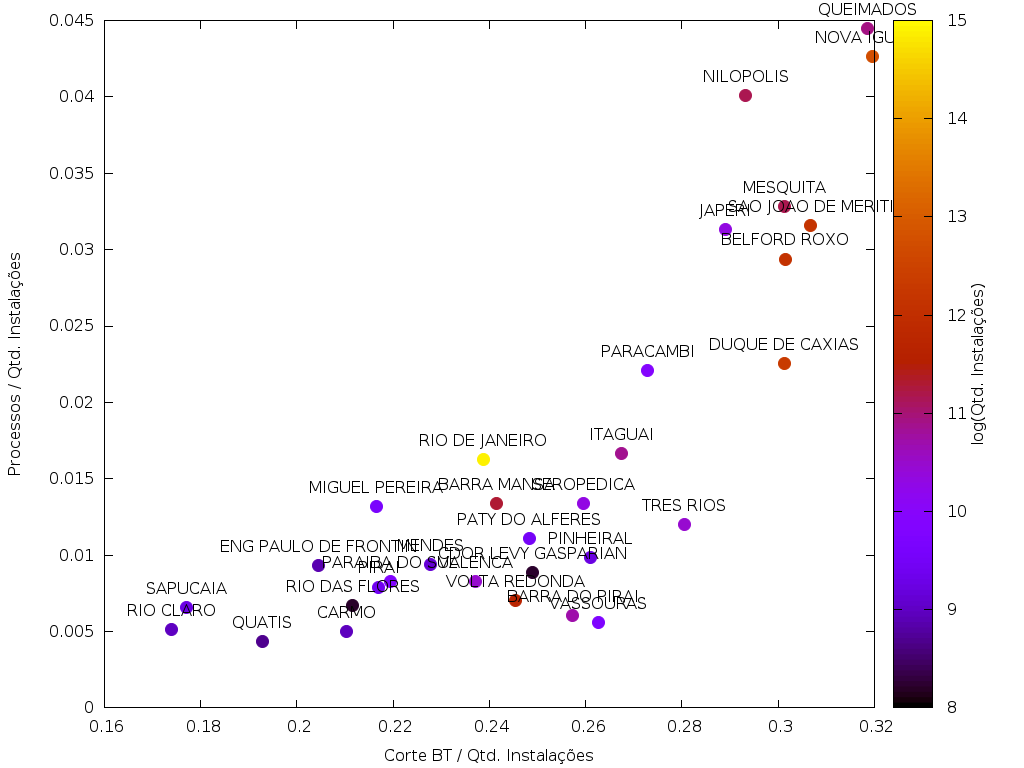 QUEIMADOS
NOVA IGU
NILOPOLIS
MESQUITA
SAO JOAO DE MERITI
JAPERI
BELFORD ROXO
DUQUE DE CAXIAS
PARACAMBI
ITAGUAI
RIO DE JANEIRO
BARRA MANSA
SEROPEDICA
MIGUEL PEREIRA
TRES RIOS
PATY DO ALFERES
PINHEIRAL
ENG PAULO DE FRONTIN
MENDES
CDOR LEVY GASPARIAN
PARAIBA DO SUL
VALENCA
PIRAI
VOLTA REDONDA
RIO DAS FLORES
SAPUCAIA
BARRA DO PIRAI
VASSOURAS
RIO CLARO
CARMO
QUATIS
0.045
0.04
0.035
0.03
0.025
0.02
0.015
0.01
0.005
0
0.16 0.18 0.2 0.22 0.24 0.26 0.28 0.3 0.32
Corte BT / Qtd. Instalações
Processos / Qtd. Instalações
15
14
13
12
11
10
9
8
log(Qtd. Instalações)